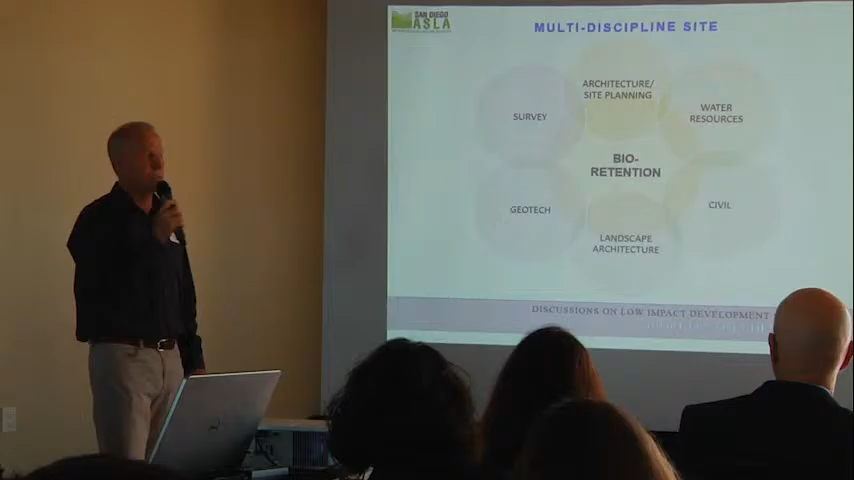 SAN DIEGO
ASLA
MULTI-DISCIPLINE SITE
ARCHITECTURE/
SITE PLANNING
SURVEY
WATER
RESOURCES
BIO-
RETENTION
GEOTECH
CIVIL
LANDSCAPE
ARCHITECTURE
DISCUSSIONS ON LOW IMPACT DEVELOPMENT